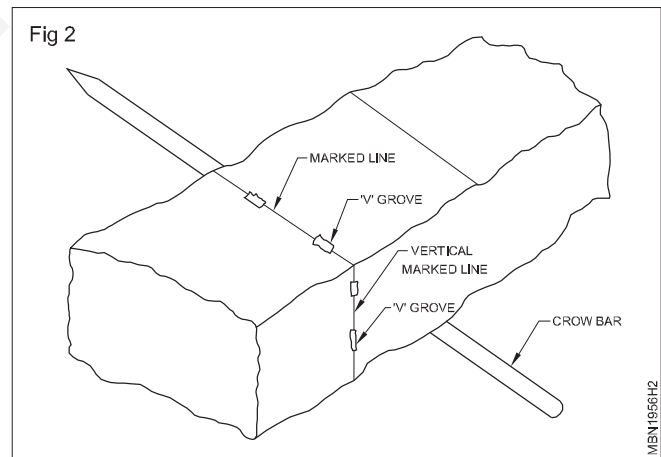 Fig 2
MARKED LINE
'V' GROVE
VERTICAL
MARKED LINE
'V' GROVE
CROW BAR
MBN1956H2